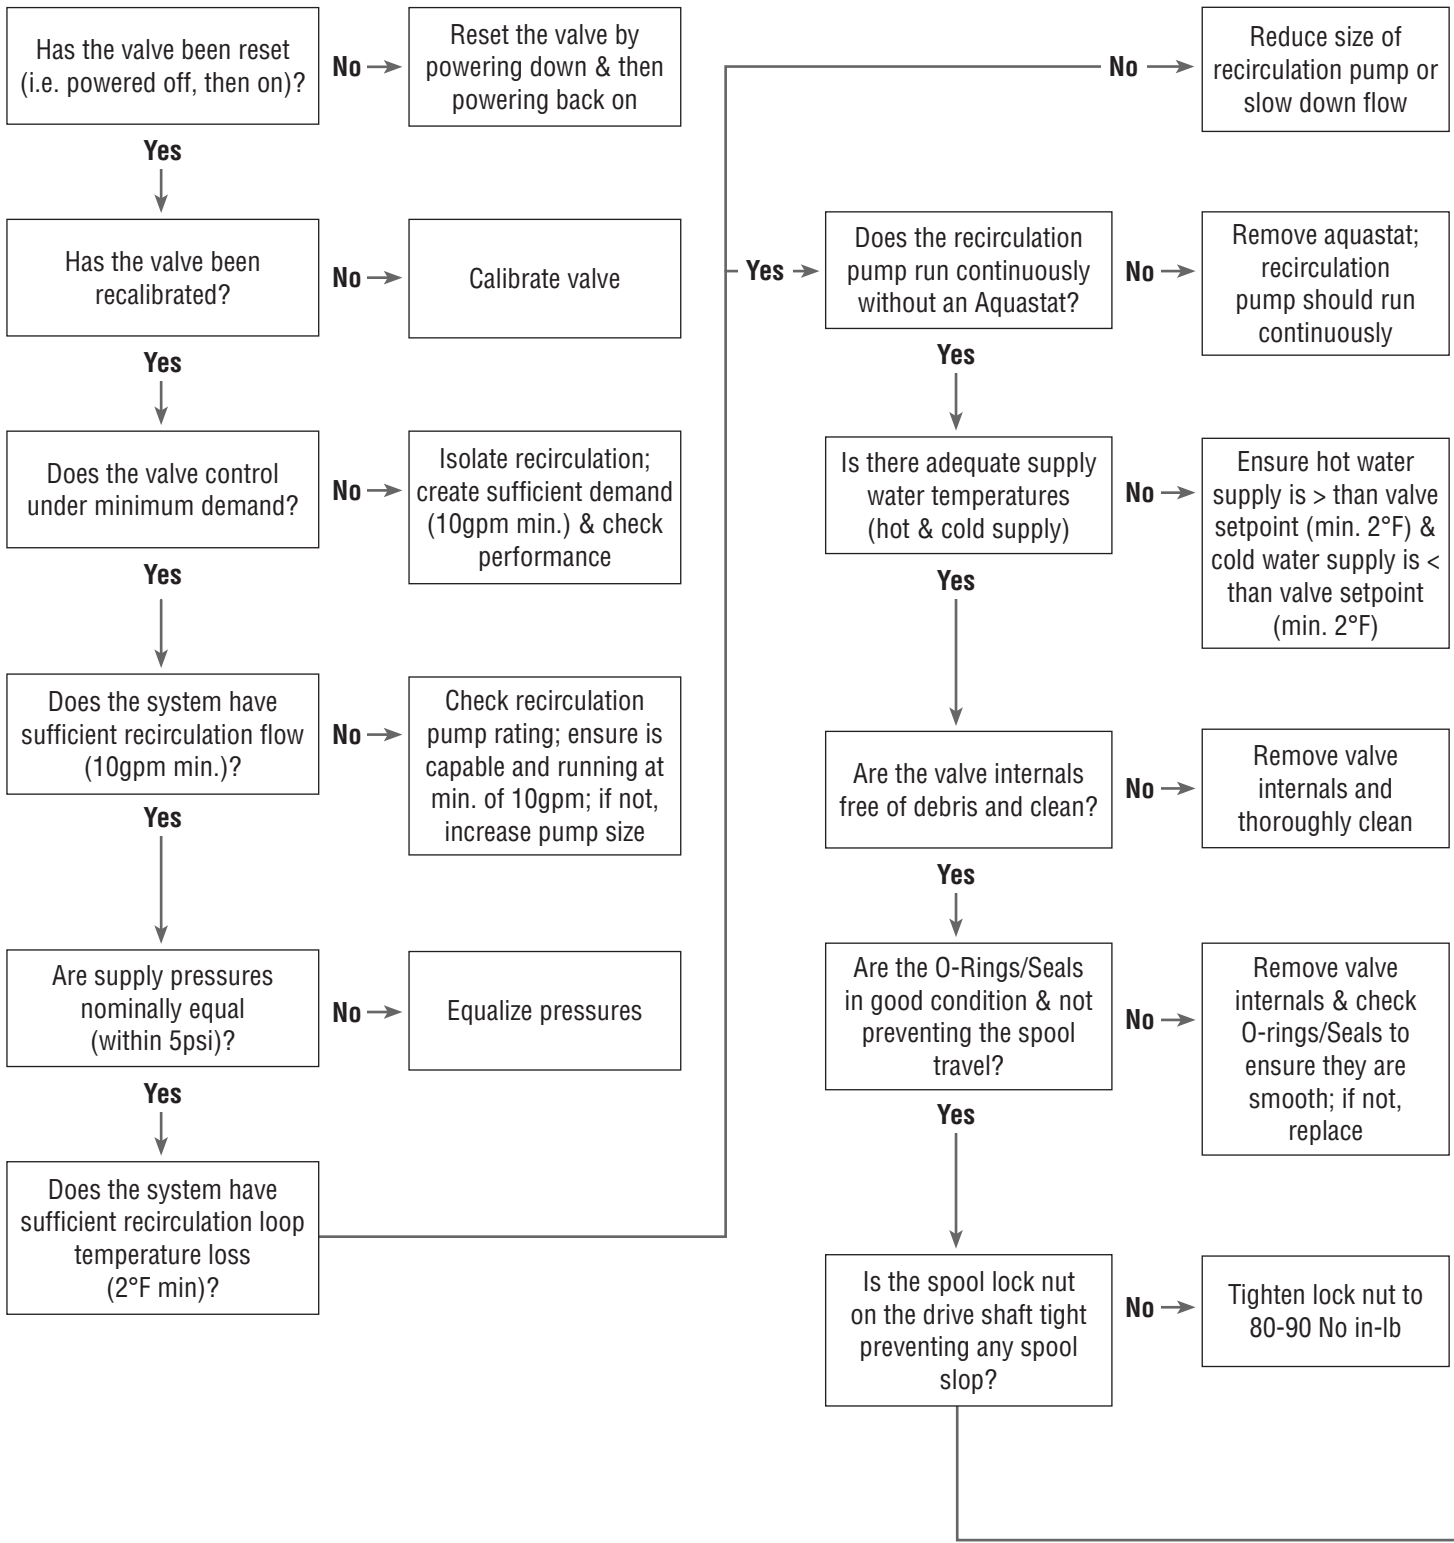 Has the valve been reset
(i.e. powered off, then on)?
No
Reset the valve by
powering down & then
powering back on
Yes
Has the valve been
recalibrated?
No
Calibrate valve
Yes
Does the valve control
under minimum demand?
No
Isolate recirculation;
create sufficient demand
(10gpm min.) & check
performance
Yes
Does the system have
sufficient recirculation flow
(10gpm min.)?
No
Check recirculation
pump rating; ensure is
capable and running at
min. of 10gpm; if not,
increase pump size
Yes
Are supply pressures
nominally equal
(within 5psi)?
No
Equalize pressures
Yes
Does the system have
sufficient recirculation loop
temperature loss
(2°F min)?
No
Reduce size of
recirculation pump or
slow down flow
Yes
Does the recirculation
pump run continuously
without an Aquastat?
No
Remove aquastat;
recirculation
pump should run
continuously
Yes
Is there adequate supply
water temperatures
(hot & cold supply)
No
Ensure hot water
supply is > than valve
setpoint (min. 2°F) &
cold water supply is <
than valve setpoint
(min. 2°F)
Yes
Are the valve internals
free of debris and clean?
No
Remove valve
internals and
thoroughly clean
Yes
Are the O-Rings/Seals
in good condition & not
preventing the spool
travel?
No
Remove valve
internals & check
O-rings/Seals to
ensure they are
smooth; if not,
replace
Yes
Is the spool lock nut
on the drive shaft tight
preventing any spool
slop?
No
Tighten lock nut to
80-90 No in-lb